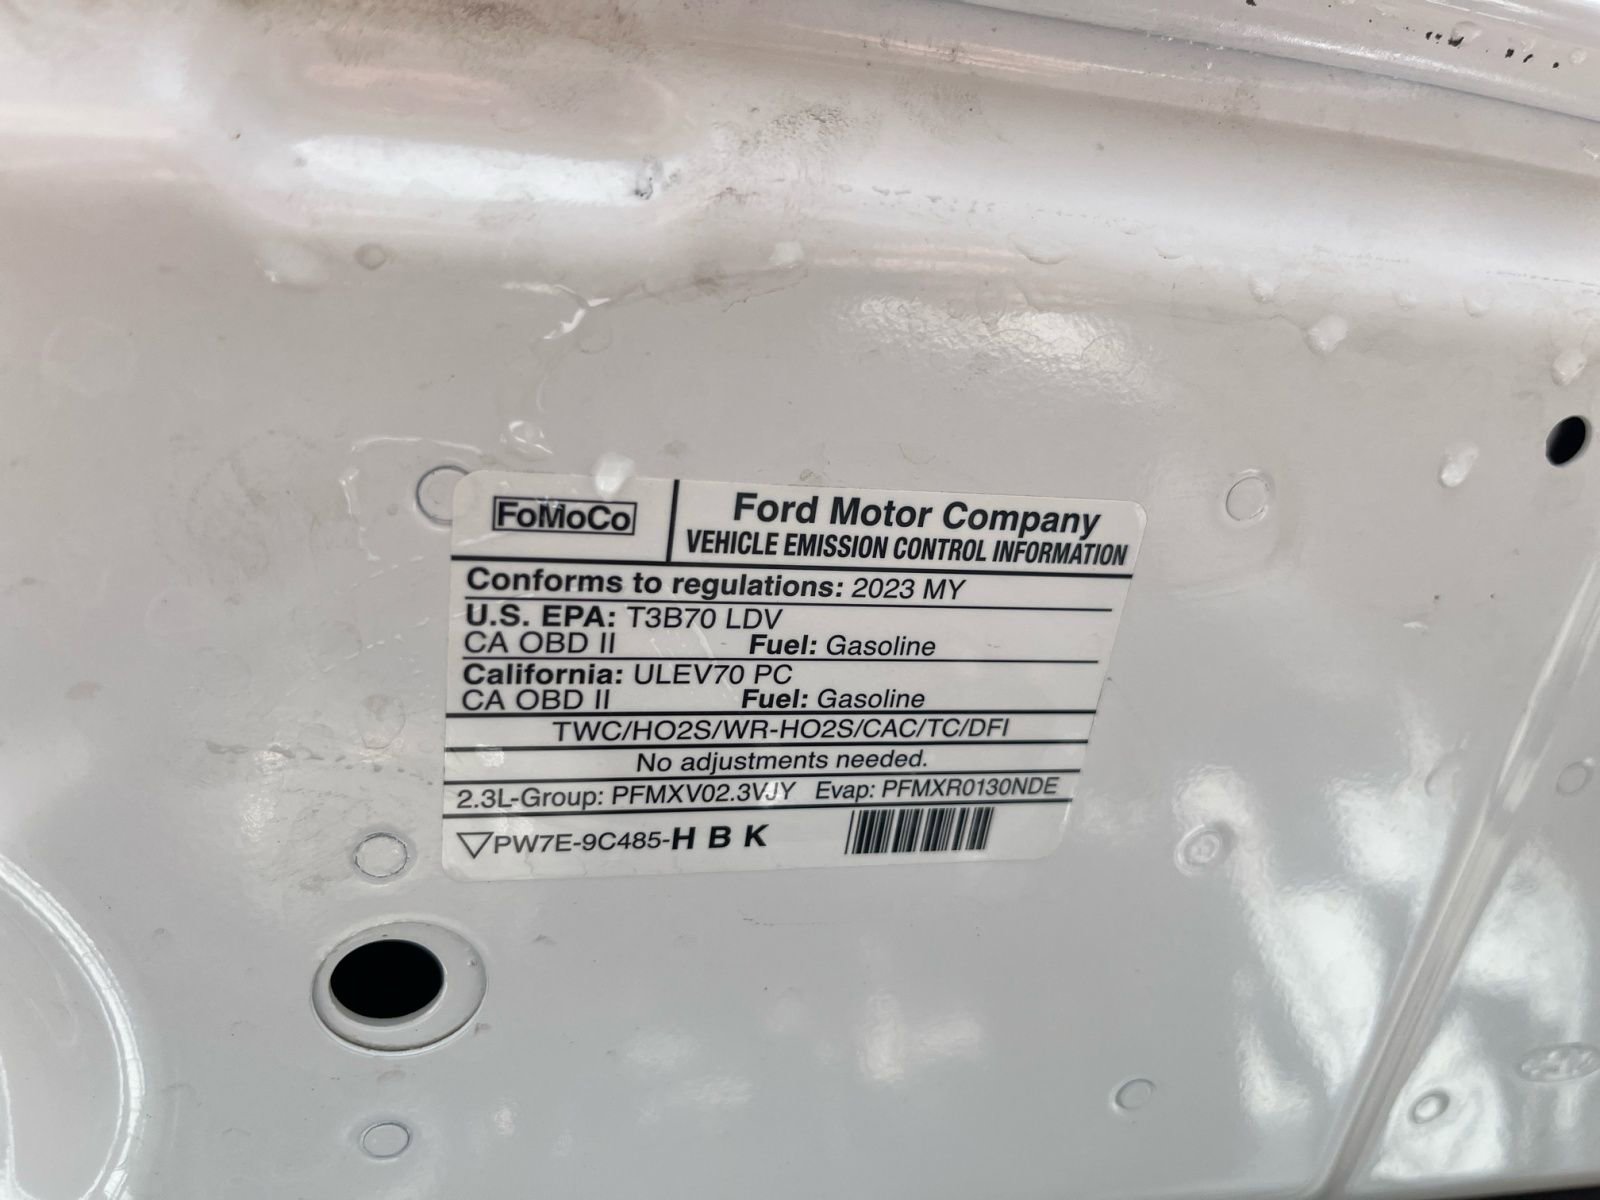 FoMoCo
Ford Motor Company
VEHICLE EMISSION CONTROL INFORMATION
Conforms to regulations: 2023 MY
U.S. EPA: T3B70 LDV
CA OBD II Fuel: Gasoline
California: ULEV70 PC
CA OBD II Fuel: Gasoline
TWC/HO2S/WR-HO2S/CAC/TC/DFI
No adjustments needed.
2.3L-Group: PFMXV02.3VJY Evap: PFMXR0130NDE
PW7E-9C485-H B K